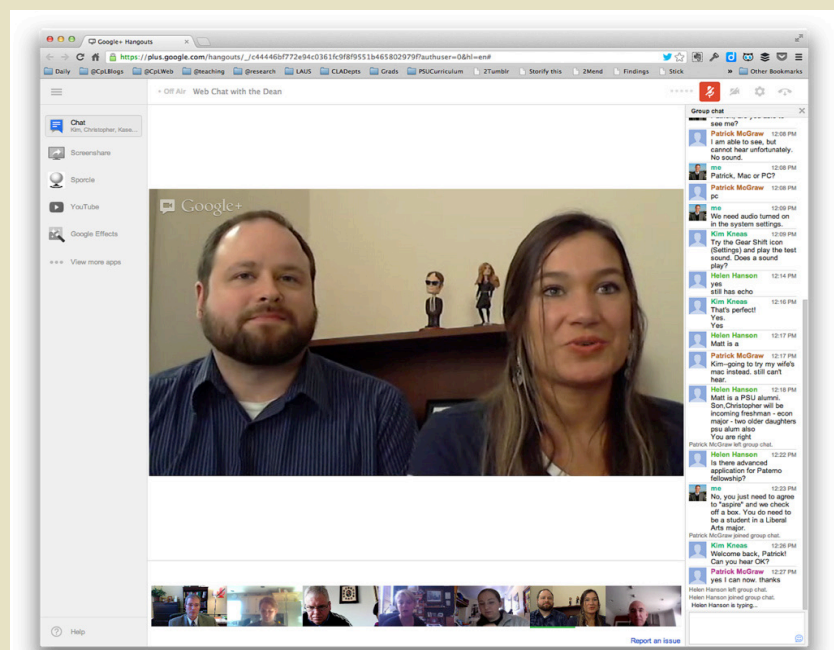 Google+ Hangouts
https://plus.google.com/hangouts/_/c44446bf772e94c0361fc9f8f9551b465802979f?authuser=0&hl=en#
Daily @CpLBlogs @CpLWeb @teaching @research LAUS CLADepts Grads PSUCurriculum 2Tumblr Storify this 2Mend Findings Stick » Other Bookmarks
• Off Air Web Chat with the Dean
Chat
Kim, Christopher, Kase...
Screenshare
Sporcle
YouTube
Google Effects
View more apps
Help
Google+
Report an issue
Group chat
see me?
Patrick McGraw 12:08 PM
I am able to see, but
cannot hear unfortunately.
No sound.
me 12:08 PM
Patrick, Mac or PC?
Patrick McGraw 12:08 PM
pc
me 12:09 PM
We need audio turned on
in the system settings.
Kim Kneas 12:09 PM
Try the Gear Shift icon
(Settings) and play the test
sound. Does a sound
play?
Helen Hanson 12:14 PM
yes
still has echo
Kim Kneas 12:16 PM
That's perfect!
Yes.
Yes
Helen Hanson 12:17 PM
Matt is a
Patrick McGraw 12:17 PM
Kim--going to try my wife's
mac instead. still can't
hear.
Helen Hanson 12:18 PM
Matt is a PSU alumni.
Son,Christopher will be
incoming freshman - econ
major - two older daughters
psu alum also
You are right
Patrick McGraw left group chat.
Helen Hanson 12:22 PM
Is there advanced
application for Paterno
fellowship?
me 12:23 PM
No, you just need to agree
to "aspire" and we check
off a box. You do need to
be a student in a Liberal
Arts major.
Patrick McGraw joined group chat.
Kim Kneas 12:26 PM
Welcome back, Patrick!
Can you hear OK?
Patrick McGraw 12:27 PM
yes I can now. thanks
Helen Hanson left group chat.
Helen Hanson joined group chat.
Helen Hanson is typing...